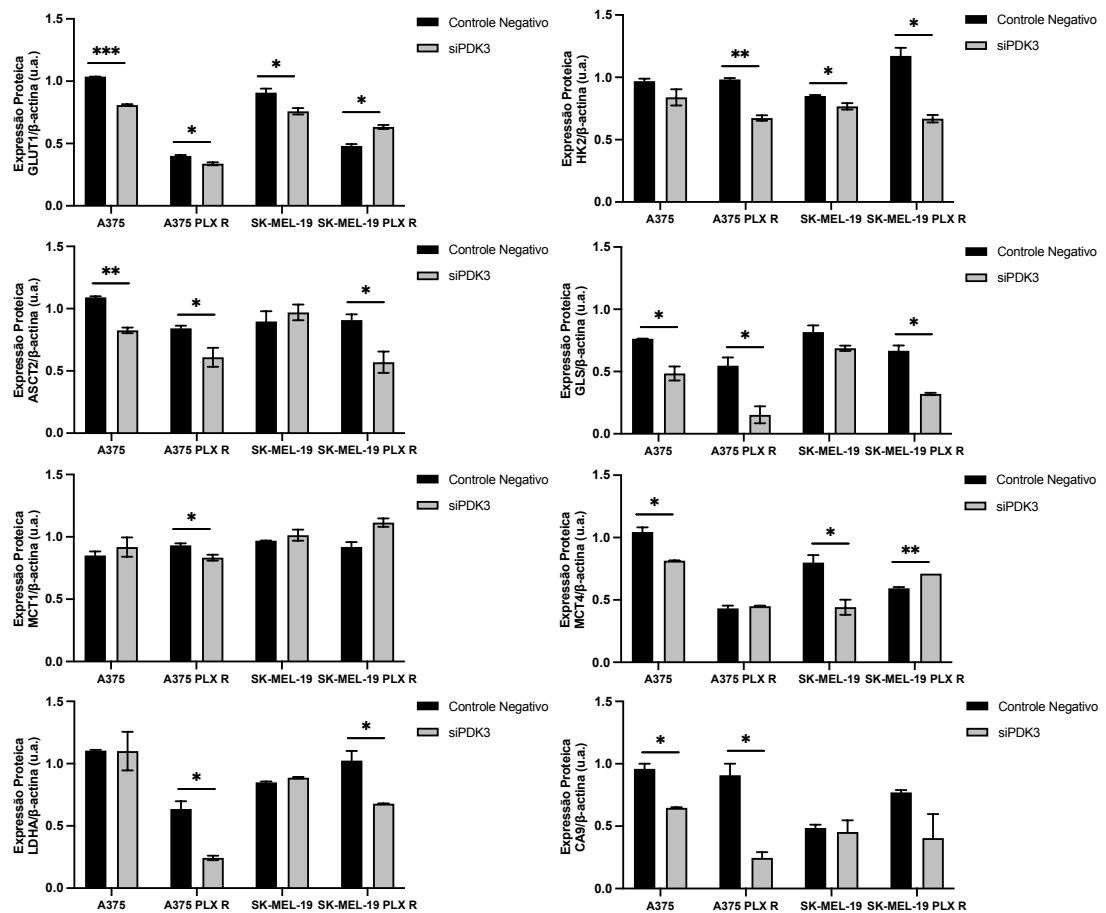 Expressão Proteica
GLUT1/β-actina (u.a.)
1.5
1.0
0.5
0.0
***
*
*
*
A375
A375 PLX R
SK-MEL-19
SK-MEL-19 PLX R
Controle Negativo
siPDK3
Expressão Proteica
HK2/β-actina (u.a.)
1.5
1.0
0.5
0.0
**
*
*
A375
A375 PLX R
SK-MEL-19
SK-MEL-19 PLX R
Controle Negativo
siPDK3
Expressão Proteica
ASCT2/β-actina (u.a.)
1.5
1.0
0.5
0.0
**
*
*
A375
A375 PLX R
SK-MEL-19
SK-MEL-19 PLX R
Controle Negativo
siPDK3
Expressão Proteica
GLS/β-actina (u.a.)
1.5
1.0
0.5
0.0
*
*
*
A375
A375 PLX R
SK-MEL-19
SK-MEL-19 PLX R
Controle Negativo
siPDK3
Expressão Proteica
MCT1/β-actina (u.a.)
1.5
1.0
0.5
0.0
*
A375
A375 PLX R
SK-MEL-19
SK-MEL-19 PLX R
Controle Negativo
siPDK3
Expressão Proteica
MCT4/β-actina (u.a.)
1.5
1.0
0.5
0.0
*
*
**
A375
A375 PLX R
SK-MEL-19
SK-MEL-19 PLX R
Controle Negativo
siPDK3
Expressão Proteica
LDHA/β-actina (u.a.)
1.5
1.0
0.5
0.0
*
*
A375
A375 PLX R
SK-MEL-19
SK-MEL-19 PLX R
Controle Negativo
siPDK3
Expressão Proteica
CA9/β-actina (u.a.)
1.5
1.0
0.5
0.0
*
*
A375
A375 PLX R
SK-MEL-19
SK-MEL-19 PLX R
Controle Negativo
siPDK3